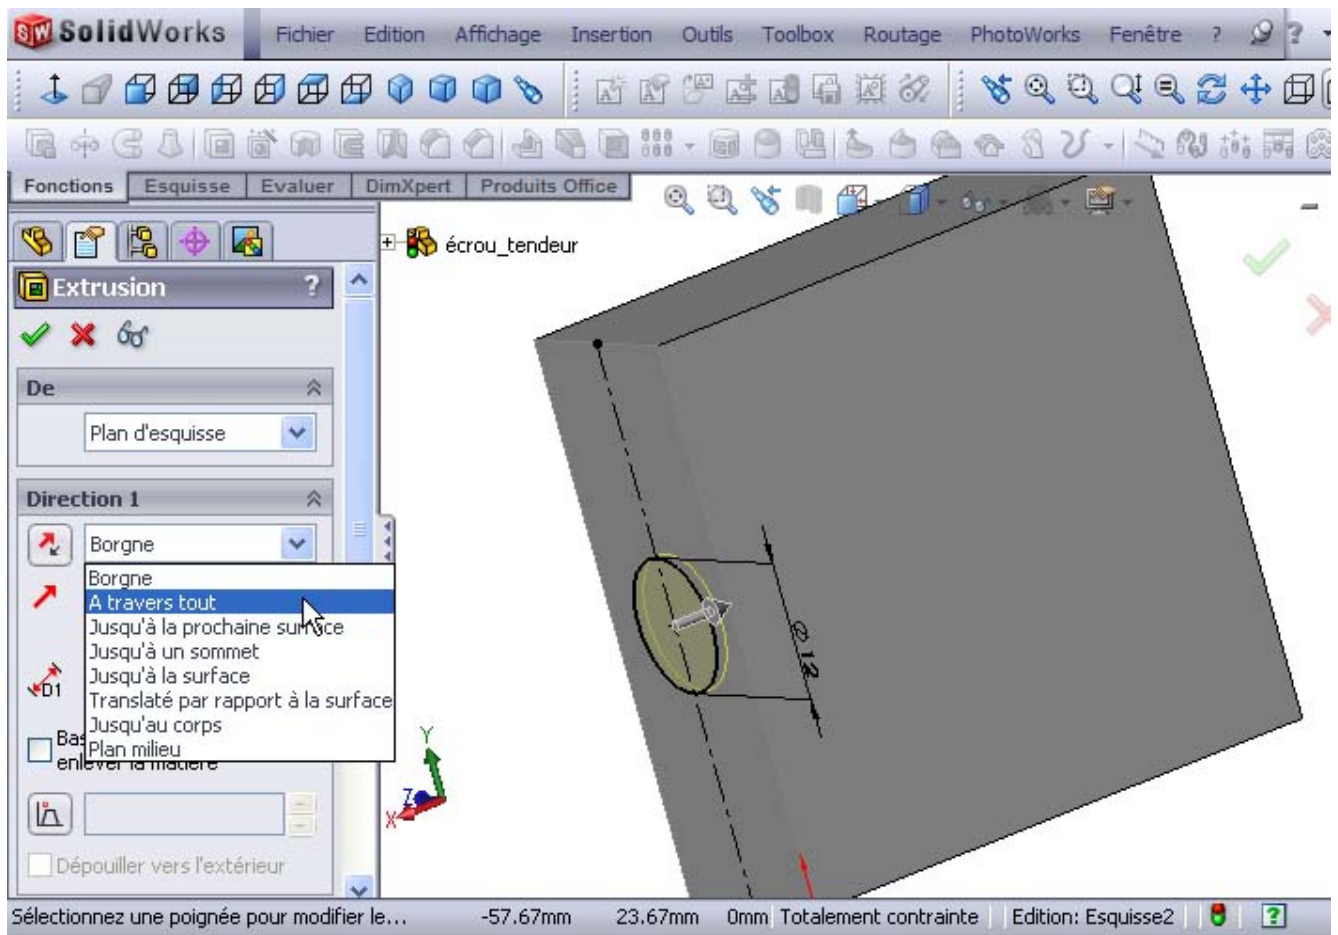 SolidWorks Fichier Edition Affichage Insertion Outils Toolbox Routage PhotoWorks Fenêtre ? ?
Fonctions Esquisse Evaluer DimXpert Produits Office
écrou_tendeur
Extrusion ?
De
Plan d'esquisse
Direction 1
Borgne
Borgne
A travers tout
Jusqu'à la prochaine surface
Jusqu'à un sommet
Jusqu'à la surface
Translaté par rapport à la surface
D1
Jusqu'au corps
Plan milieu
enlever la matière
Dépouiller vers l'extérieur
Ø12
Y
Z
X
Sélectionnez une poignée pour modifier le... -57.67mm 23.67mm 0mm Totalement contrainte Edition: Esquisse2 ?